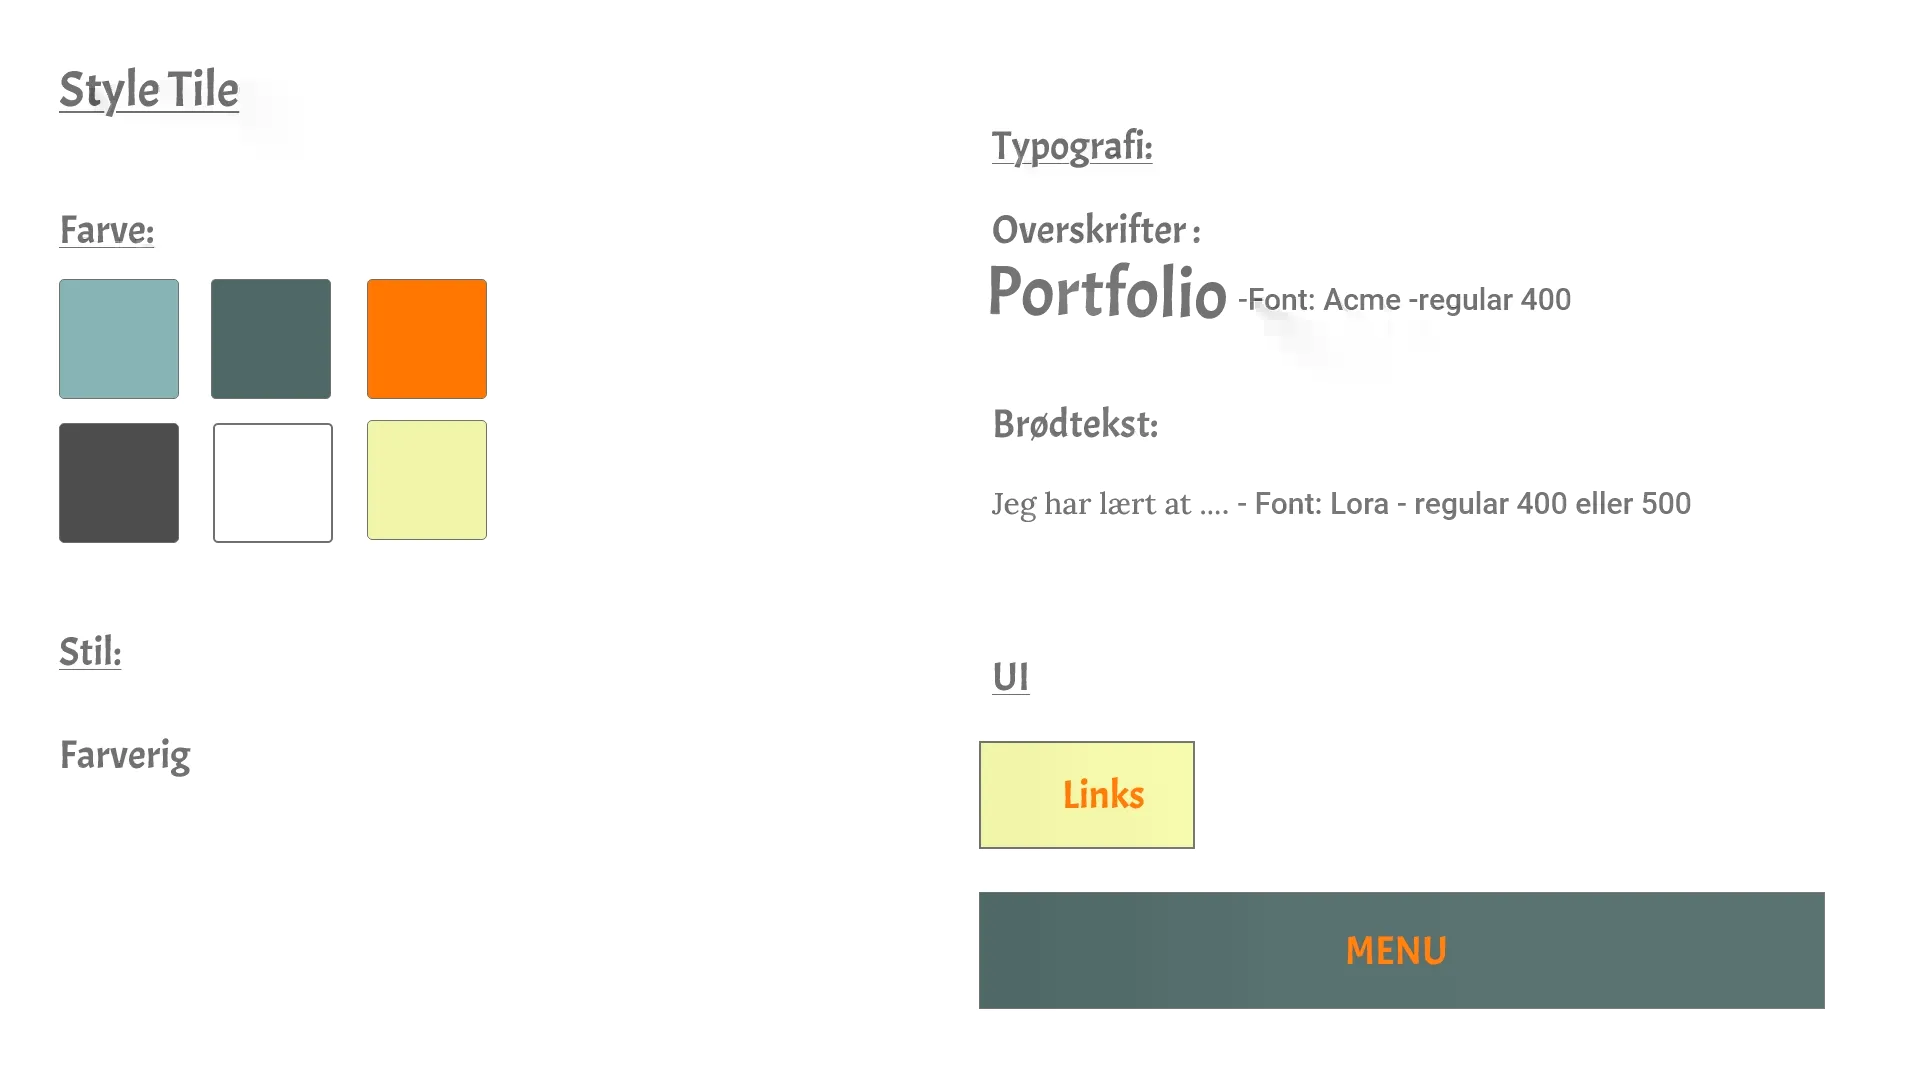 Style Tile
Farve:
Stil:
Farverig
Typografi:
Overskrifter :
Portfolio -Font: Acme -regular 400
Brødtekst:
Jeg har lært at .... - Font: Lora - regular 400 eller 500
UI
Links
MENU